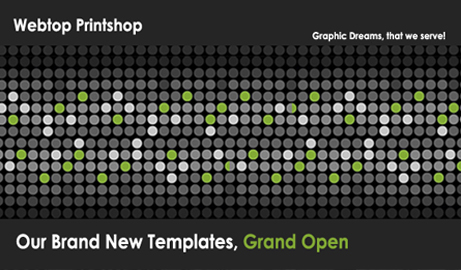 Webtop Printshop
Graphic Dreams, that we serve!
Our Brand New Templates, Grand Open